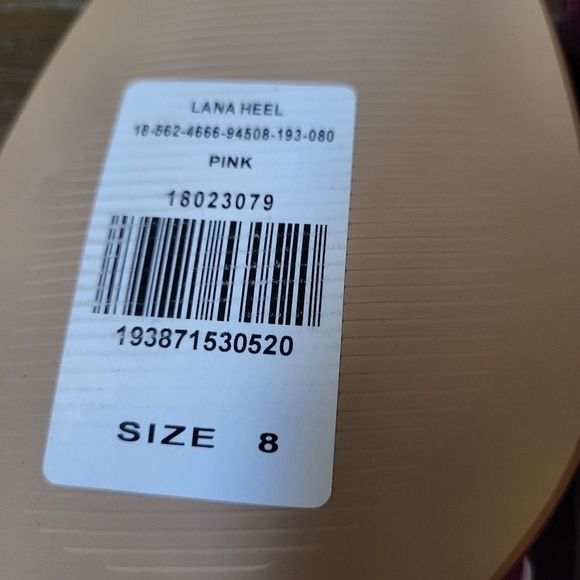 LANA HEEL
18-562-4666-94508-193-080
PINK
18023079
193871530520
SIZE 8